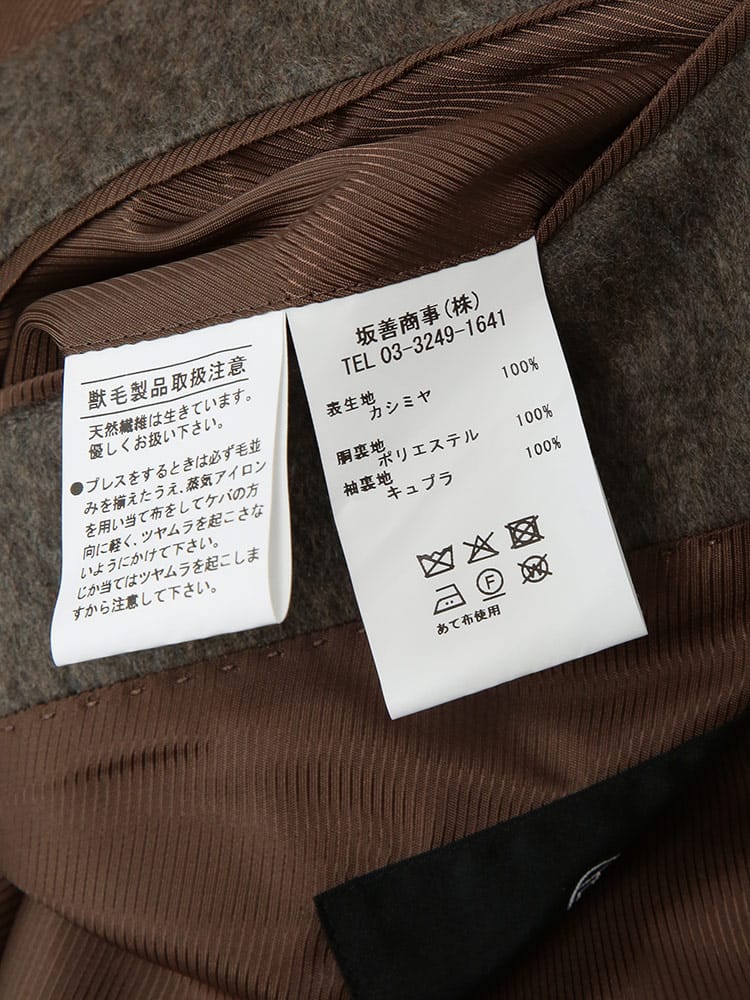 獣毛製品取扱注意
天然繊維は生きています。
優しくお扱い下さい。
●プレスをするときは必ず毛並
みを揃えたうえ、蒸気アイロン
を用い当て布をしてケバの方
向に軽く、ツヤムラを起こさな
いようにかけて下さい。
じか当てはツヤムラを起こしま
すから注意して下さい。
坂善商事(株)
TEL 03-3249-1641
表生地
カシミヤ 100%
胴裏地
ポリエステル 100%
袖裏地
キュプラ 100%
F
W
あて布使用